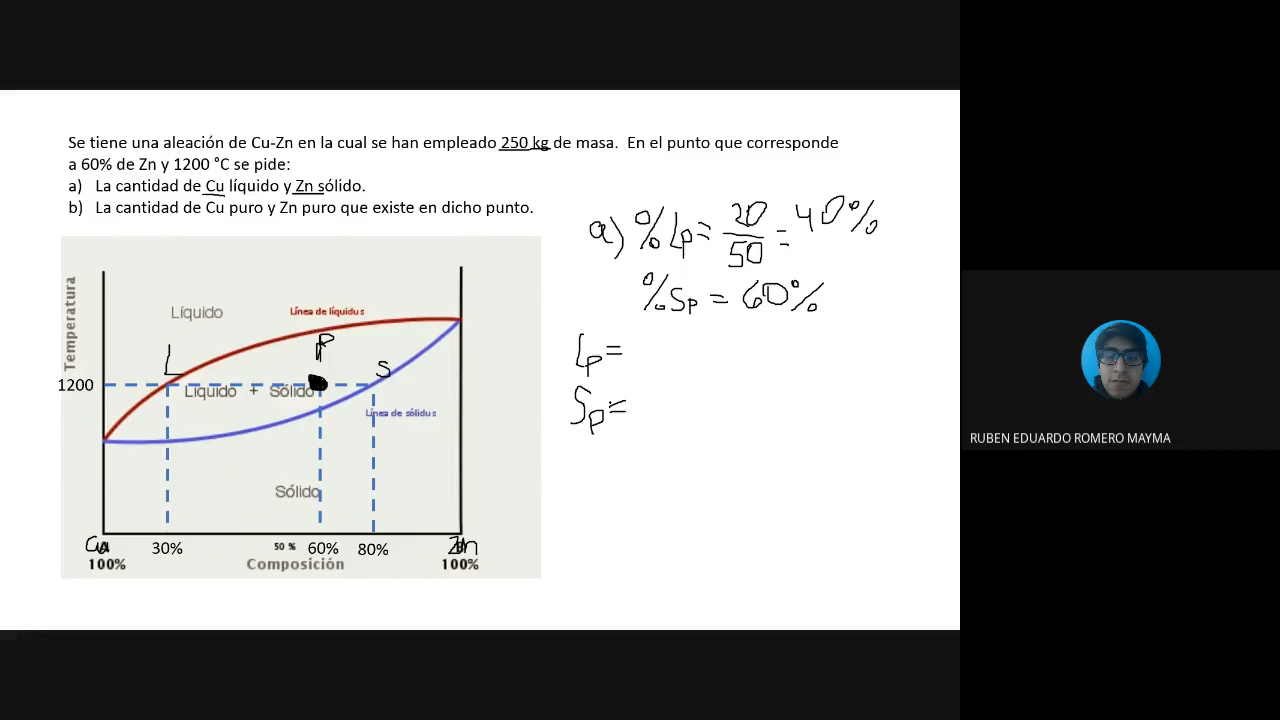 Se tiene una aleación de Cu-Zn en la cual se han empleado 250 kg de masa. En el punto que corresponde
a 60% de Zn y 1200 °C se pide:
a) La cantidad de Cu líquido y Zn sólido.
b) La cantidad de Cu puro y Zn puro que existe en dicho punto.
a) %Lp = 20/50 = 40%
%Sp = 60%
Lp =
Sp =
Temperatura
Líquido
Línea de líquidus
P
L
S
1200
Líquido + Sólido
Línea de sólidus
Sólido
Cu
30%
50 %
60%
80%
Zn
100%
Composición
100%
RUBEN EDUARDO ROMERO MAYMA